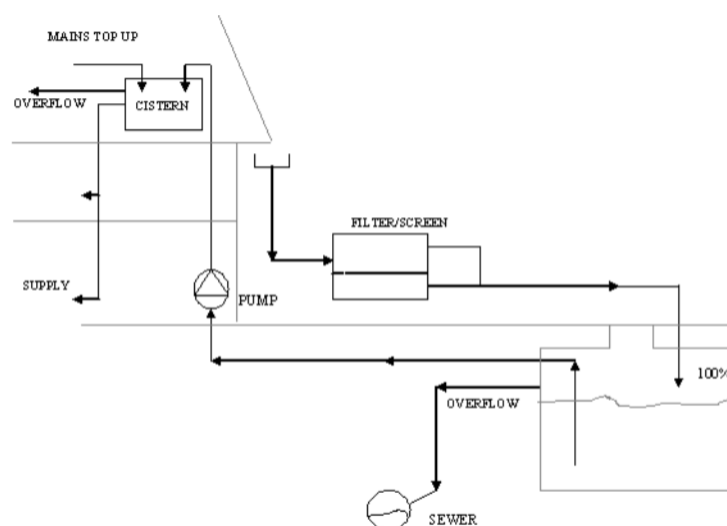 MAINS TOP UP
OVERFLOW
CISTERN
FILTER/SCREEN
SUPPLY
PUMP
100%
OVERFLOW
SEWER